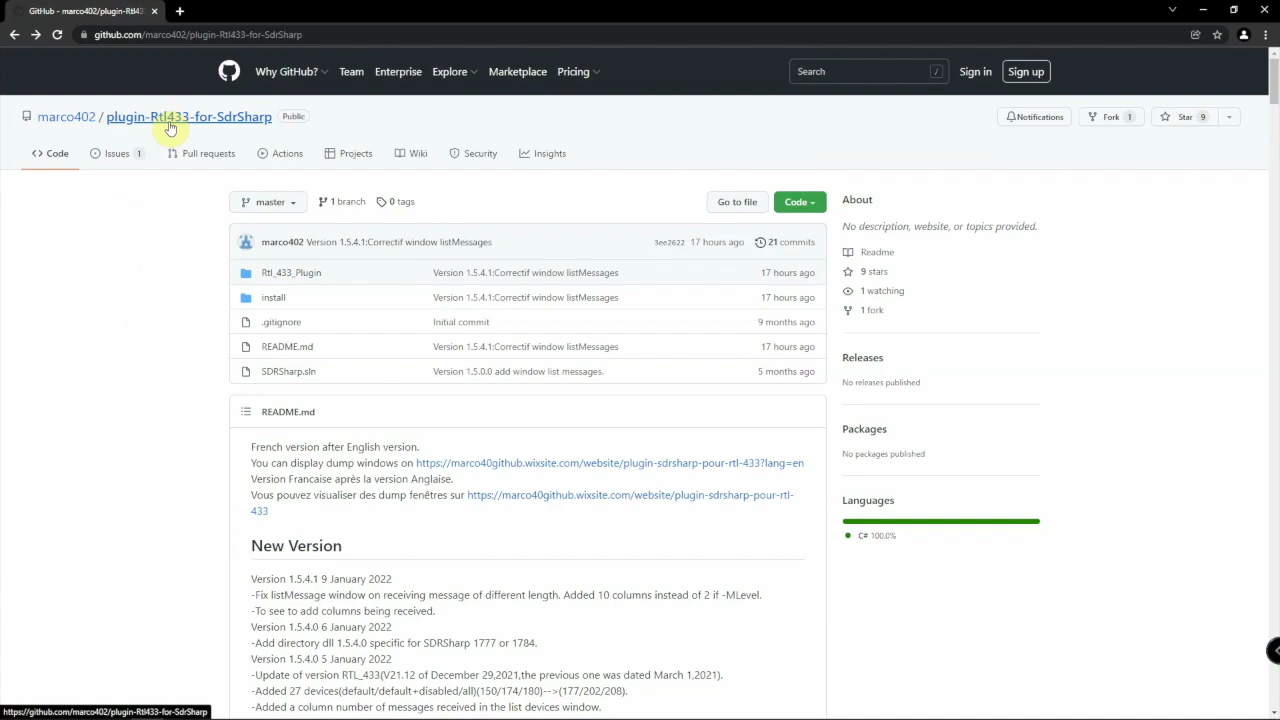 GitHub - marco402/plugin-Rtl43
github.com/marco402/plugin-Rtl433-for-SdrSharp
Why GitHub? Team Enterprise Explore Marketplace Pricing Search / Sign in Sign up
marco402 / plugin-Rtl433-for-SdrSharp Public Notifications Fork 1 Star 9
Code Issues 1 Pull requests Actions Projects Wiki Security Insights
master 1 branch 0 tags Go to file Code
marco402 Version 1.5.4.1:Correctif window listMessages 3ee2622 17 hours ago 21 commits
Rtl_433_Plugin Version 1.5.4.1:Correctif window listMessages 17 hours ago
install Version 1.5.4.1:Correctif window listMessages 17 hours ago
.gitignore Initial commit 9 months ago
README.md Version 1.5.4.1:Correctif window listMessages 17 hours ago
SDRSharp.sln Version 1.5.0.0 add window list messages. 5 months ago
README.md
French version after English version.
You can display dump windows on https://marco40github.wixsite.com/website/plugin-sdrsharp-pour-rtl-433?lang=en
Version Francaise après la version Anglaise.
Vous pouvez visualiser des dump fenêtres sur https://marco40github.wixsite.com/website/plugin-sdrsharp-pour-rtl-
433
New Version
Version 1.5.4.1 9 January 2022
-Fix listMessage window on receiving message of different length. Added 10 columns instead of 2 if -MLevel.
-To see to add columns being received.
Version 1.5.4.0 6 January 2022
-Add directory dll 1.5.4.0 specific for SDRSharp 1777 or 1784.
Version 1.5.4.0 5 January 2022
-Update of version RTL_433(V21.12 of December 29,2021,the previous one was dated March 1,2021).
-Added 27 devices(default/default+disabled/all)(150/174/180)-->(177/202/208).
-Added a column number of messages received in the list devices window.
About
No description, website, or topics provided.
Readme
9 stars
1 watching
1 fork
Releases
No releases published
Packages
No packages published
Languages
C# 100.0%
https://github.com/marco402/plugin-Rtl433-for-SdrSharp